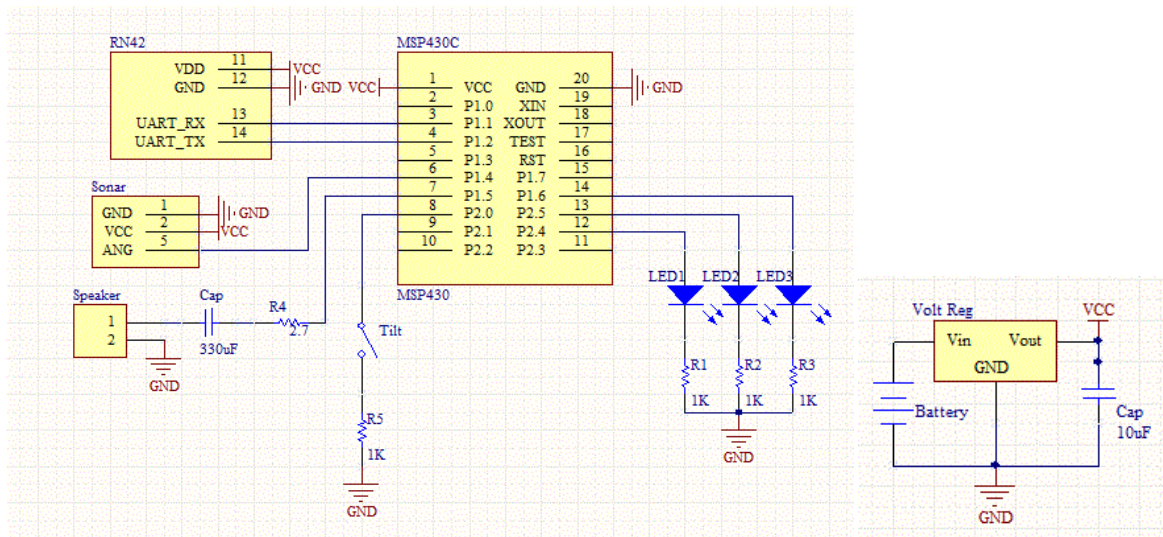 RN42
VDD 11 VCC
GND 12 GND
UART_RX 13
UART_TX 14
MSP430C
VCC 1 VCC GND 20 GND
2 P1.0 XIN 19
3 P1.1 XOUT 18
4 P1.2 TEST 17
5 P1.3 RST 16
6 P1.4 P1.7 15
7 P1.5 P1.6 14
8 P2.0 P2.5 13
9 P2.1 P2.4 12
10 P2.2 P2.3 11
MSP430
Sonar
GND 1 GND
VCC 2 VCC
ANG 5
Speaker
1
2
GND
Cap
330uF
R4
2.7
Tilt
R5
1K
GND
LED1 LED2 LED3
R1 R2 R3
1K 1K 1K
GND
Volt Reg
VCC
Vin Vout
GND
Battery
Cap
10uF
GND